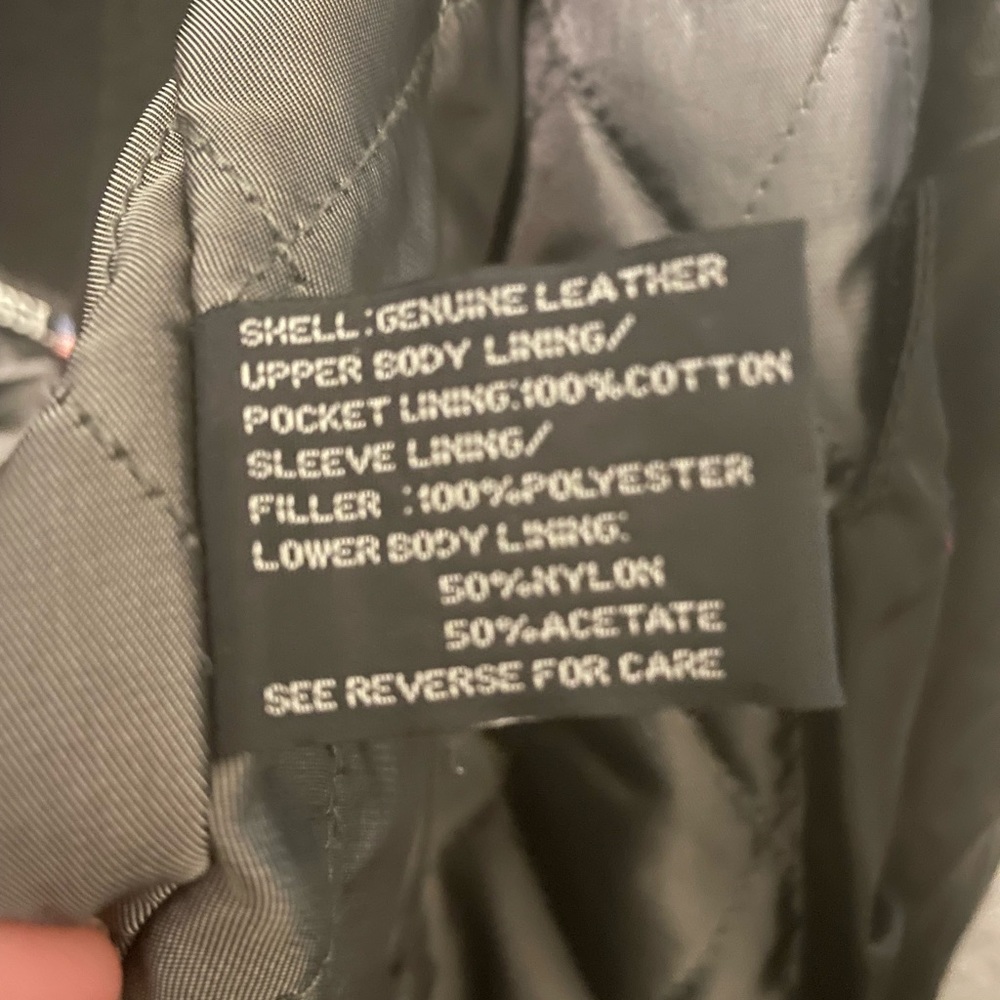 SHELL:GENUINE LEATHER
UPPER BODY LINING/
POCKET LINING:100%COTTON
SLEEVE LINING/
FILLER :100%POLYESTER
LOWER BODY LINING:
50%NYLON
50%ACETATE
SEE REVERSE FOR CARE